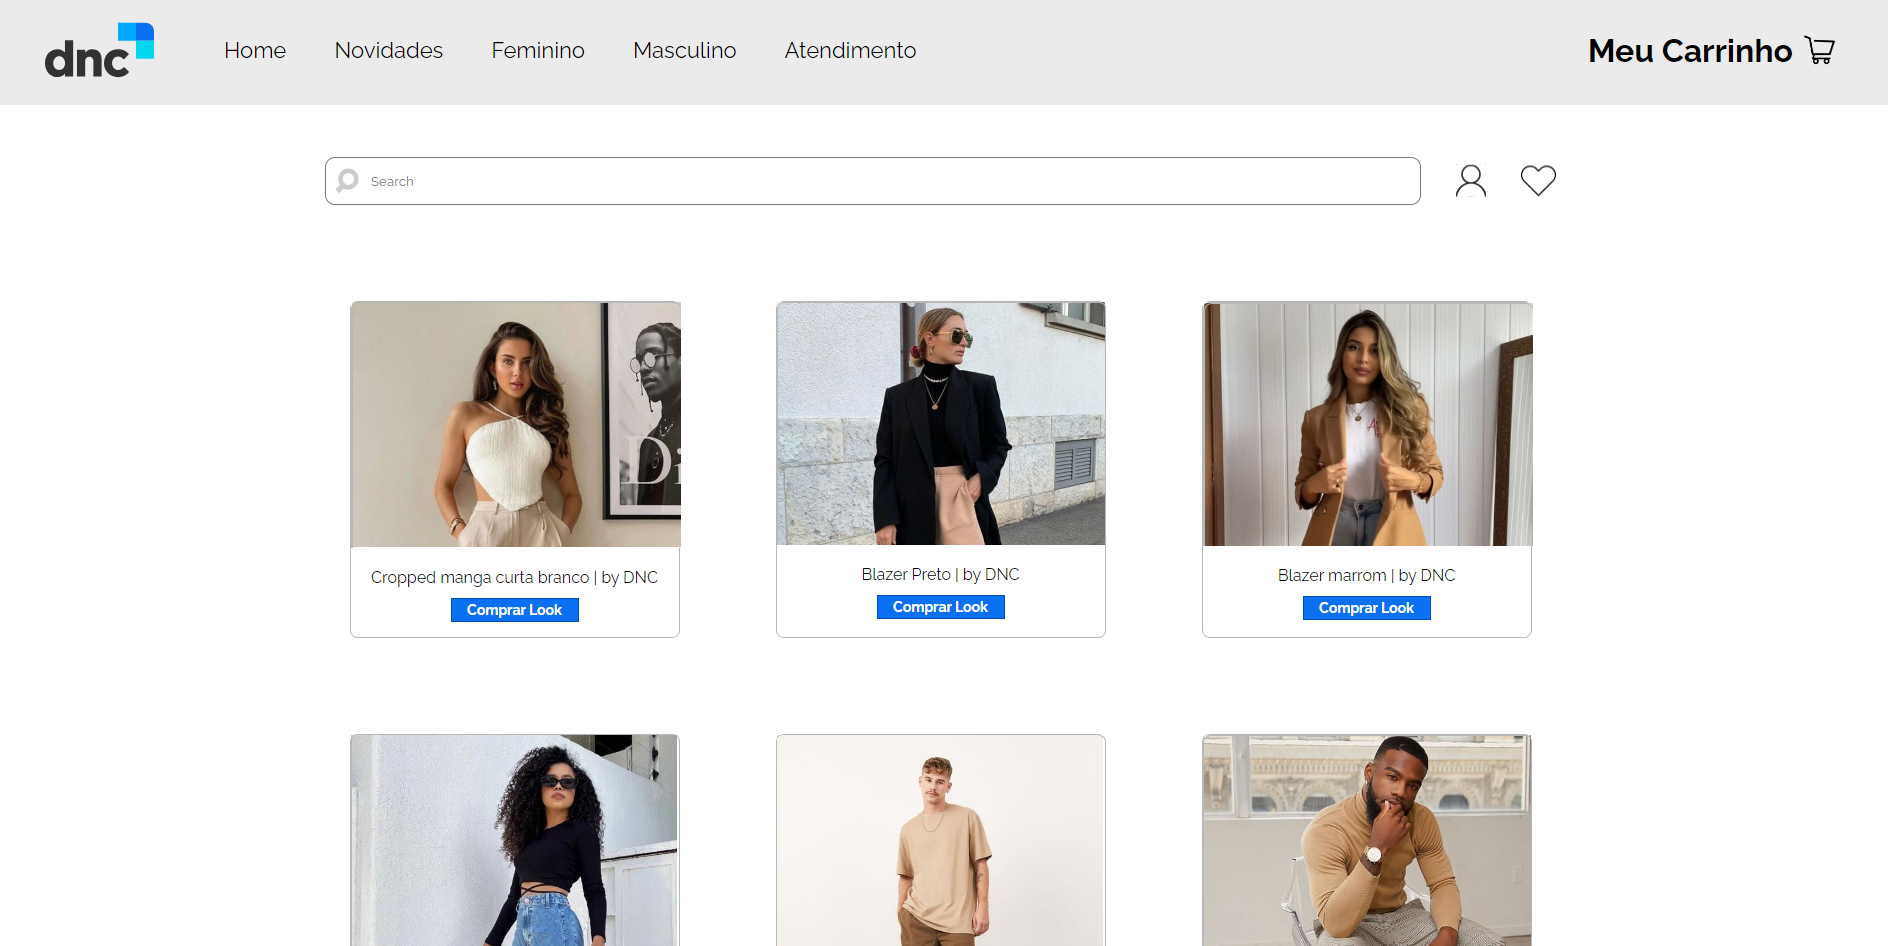 dnc
Home Novidades Feminino Masculino Atendimento
Meu Carrinho
Search
Cropped manga curta branco | by DNC
Comprar Look
Blazer Preto | by DNC
Comprar Look
Blazer marrom | by DNC
Comprar Look